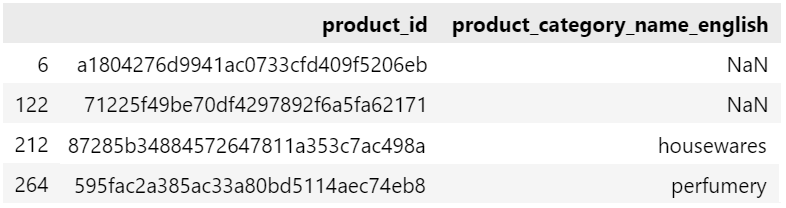 product_id product_category_name_english
6 a1804276d9941ac0733cfd409f5206eb NaN
122 71225f49be70df4297892f6a5fa62171 NaN
212 87285b34884572647811a353c7ac498a housewares
264 595fac2a385ac33a80bd5114aec74eb8 perfumery